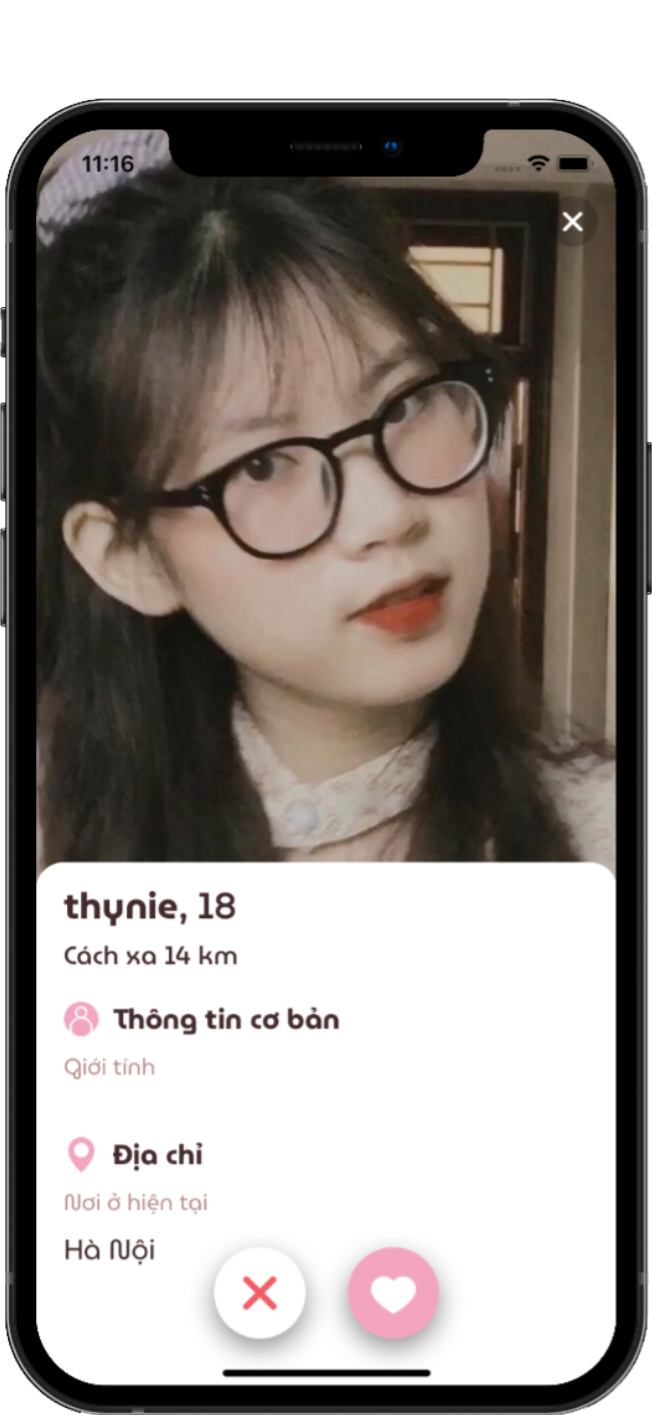 11:16
thỵnie, 18
Cách xa 14 km
Thông tin cơ bản
Giới tính
Địa chỉ
Nơi ở hiện tại
Hà Nội